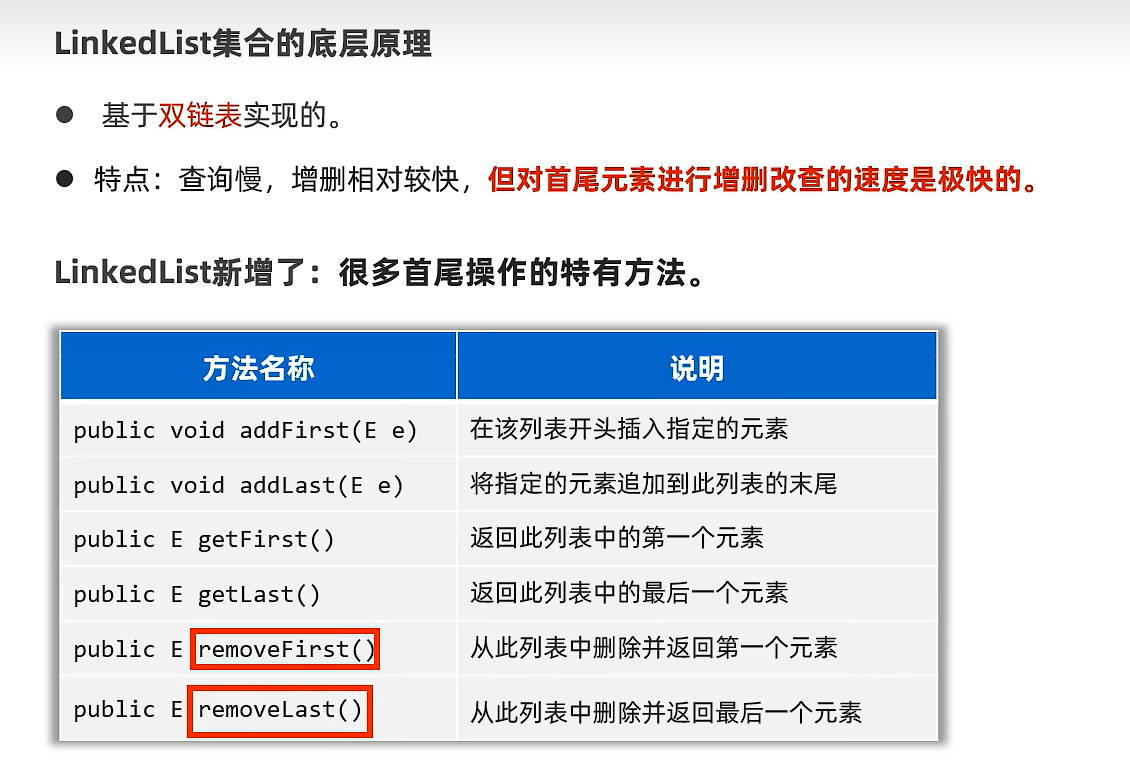 LinkedList集合的底层原理
● 基于双链表实现的。
● 特点：查询慢，增删相对较快，但对首尾元素进行增删改查的速度是极快的。
LinkedList新增了：很多首尾操作的特有方法。
方法名称 说明
public void addFirst(E e) 在该列表开头插入指定的元素
public void addLast(E e) 将指定的元素追加到此列表的末尾
public E getFirst() 返回此列表中的第一个元素
public E getLast() 返回此列表中的最后一个元素
public E removeFirst() 从此列表中删除并返回第一个元素
public E removeLast() 从此列表中删除并返回最后一个元素